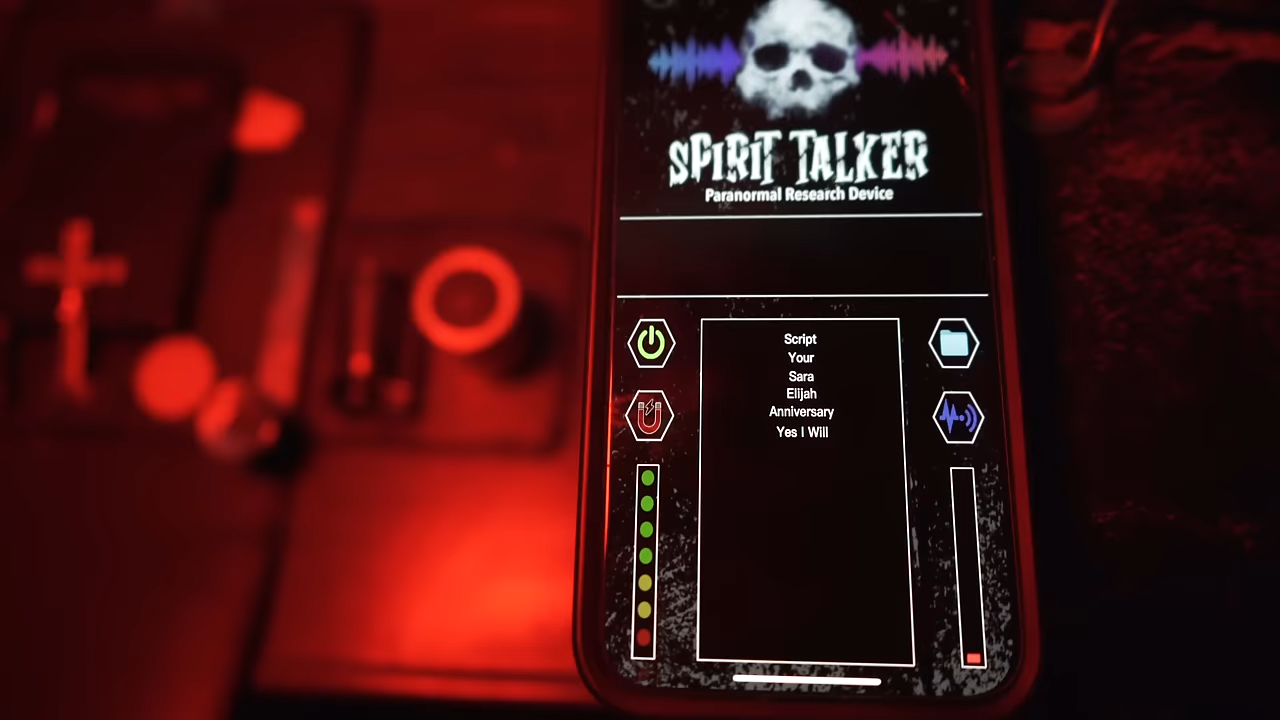 SPIRIT TALKER
Paranormal Research Device
Script
Your
Sara
Elijah
Anniversary
Yes I Will